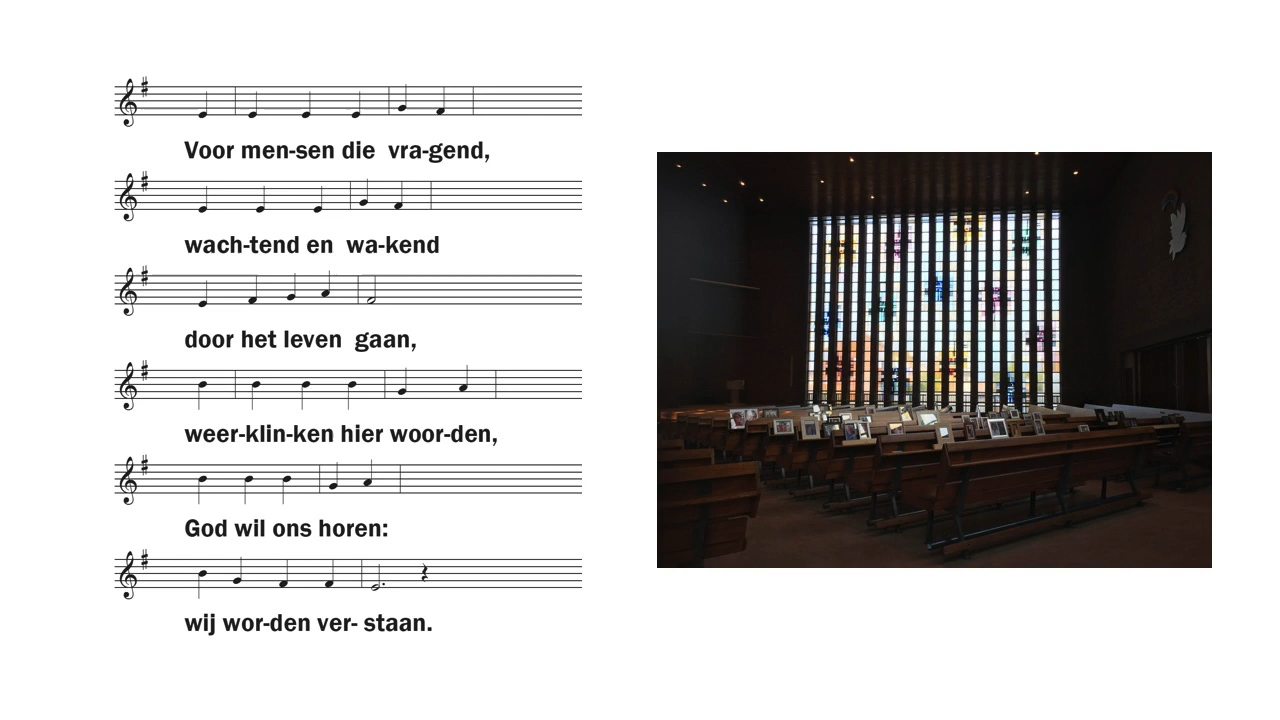 Voor men-sen die vra-gend,
wach-tend en wa-kend
door het leven gaan,
weer-klin-ken hier woor-den,
God wil ons horen:
wij wor-den ver- staan.